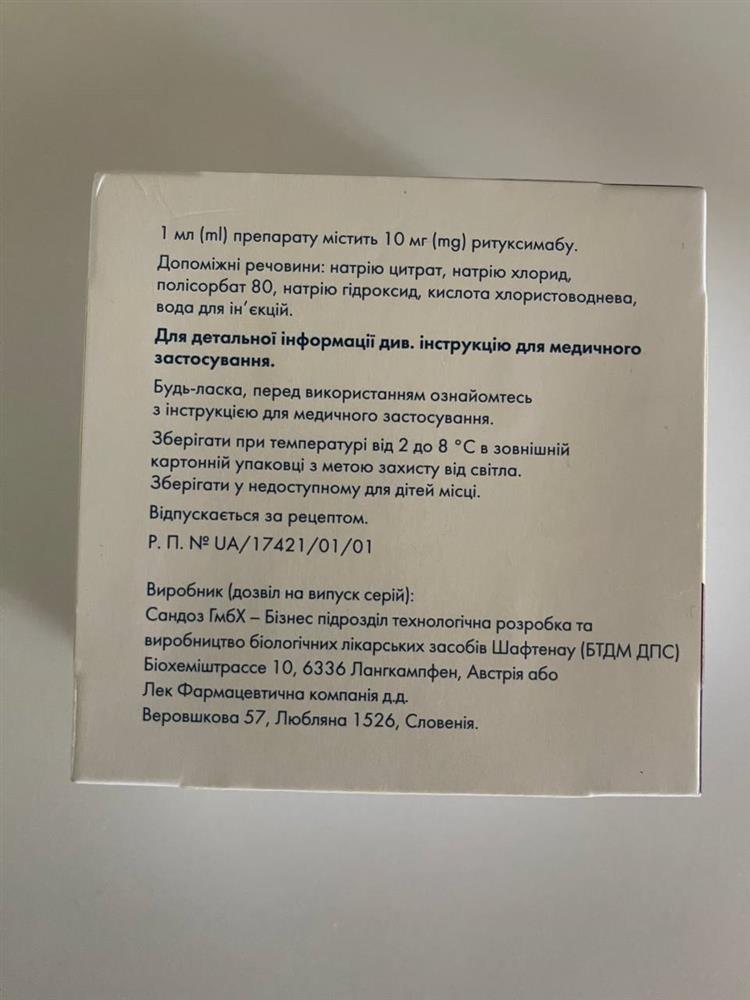 1 мл (ml) препарату містить 10 мг (mg) ритуксимабу.
Допоміжні речовини: натрію цитрат, натрію хлорид,
полісорбат 80, натрію гідроксид, кислота хлористоводнева,
вода для ін’єкцій.
Для детальної інформації див. інструкцію для медичного
застосування.
Будь-ласка, перед використанням ознайомтесь
з інструкцією для медичного застосування.
Зберігати при температурі від 2 до 8 °C в зовнішній
картонній упаковці з метою захисту від світла.
Зберігати у недоступному для дітей місці.
Відпускається за рецептом.
Р. П. № UA/17421/01/01
Виробник (дозвіл на випуск серій):
Сандоз ГмбХ – Бізнес підрозділ технологічна розробка та
виробництво біологічних лікарських засобів Шафтенау (БТДМ ДПС)
Біохеміштрассе 10, 6336 Лангкампфен, Австрія або
Лек Фармацевтична компанія д.д.
Веровшкова 57, Любляна 1526, Словенія.